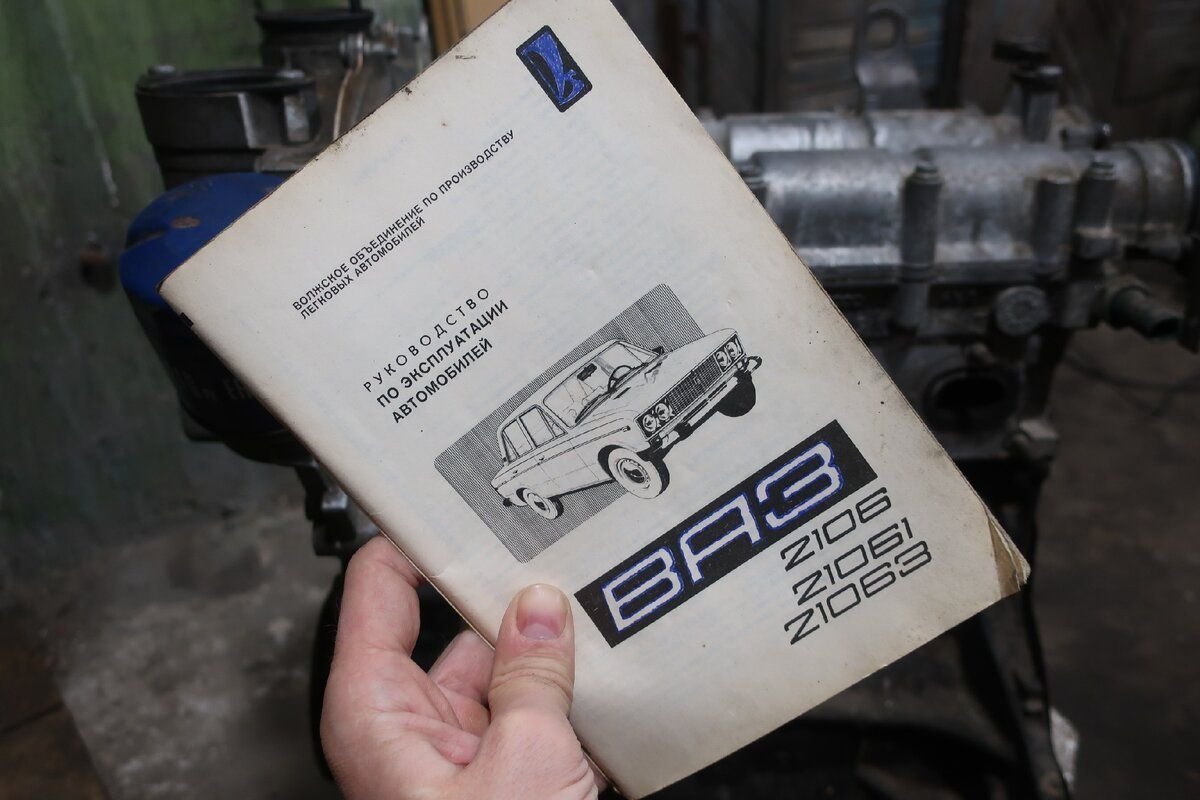 ВОЛЖСКОЕ ОБЪЕДИНЕНИЕ ПО ПРОИЗВОДСТВУ
ЛЕГКОВЫХ АВТОМОБИЛЕЙ
РУКОВОДСТВО
ПО ЭКСПЛУАТАЦИИ
АВТОМОБИЛЕЙ
ВАЗ
2106
21061
21063